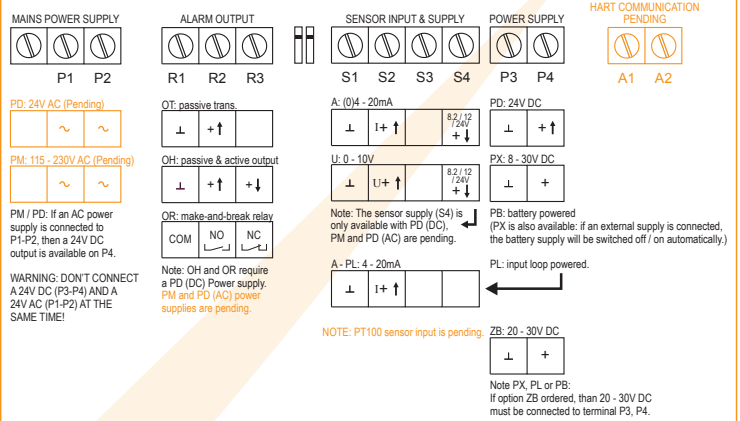 MAINS POWER SUPPLY
P1 P2
PD: 24V AC (Pending)
~ ~
PM: 115 - 230V AC (Pending)
~ ~
PM / PD: If an AC power
supply is connected to
P1-P2, then a 24V DC
output is available on P4.
WARNING: DON'T CONNECT
A 24V DC (P3-P4) AND A
24V AC (P1-P2) AT THE
SAME TIME!
ALARM OUTPUT
R1 R2 R3
OT: passive trans.
⊥ +↑
OH: passive & active output
⊥ +↑ +↓
OR: make-and-break relay
COM NO NC
Note: OH and OR require
a PD (DC) Power supply.
PM and PD (AC) power
supplies are pending.
SENSOR INPUT & SUPPLY
S1 S2 S3 S4
A: (0)4 - 20mA
⊥ I+ ↑ 8.2 / 12
/ 24V
+ ↓
U: 0 - 10V
⊥ U+ ↑ 8.2 / 12
/ 24V
+ ↓
Note: The sensor supply (S4) is
only available with PD (DC),
PM and PD (AC) are pending.
A - PL: 4 - 20mA
⊥ I+ ↑
NOTE: PT100 sensor input is pending.
POWER SUPPLY
P3 P4
PD: 24V DC
⊥ +↑
PX: 8 - 30V DC
⊥ +
PB: battery powered
(PX is also available: if an external supply is connected,
the battery supply will be switched off / on automatically.)
PL: input loop powered.
ZB: 20 - 30V DC
⊥ +
Note PX, PL or PB:
If option ZB ordered, than 20 - 30V DC
must be connected to terminal P3, P4.
HART COMMUNICATION
PENDING
A1 A2